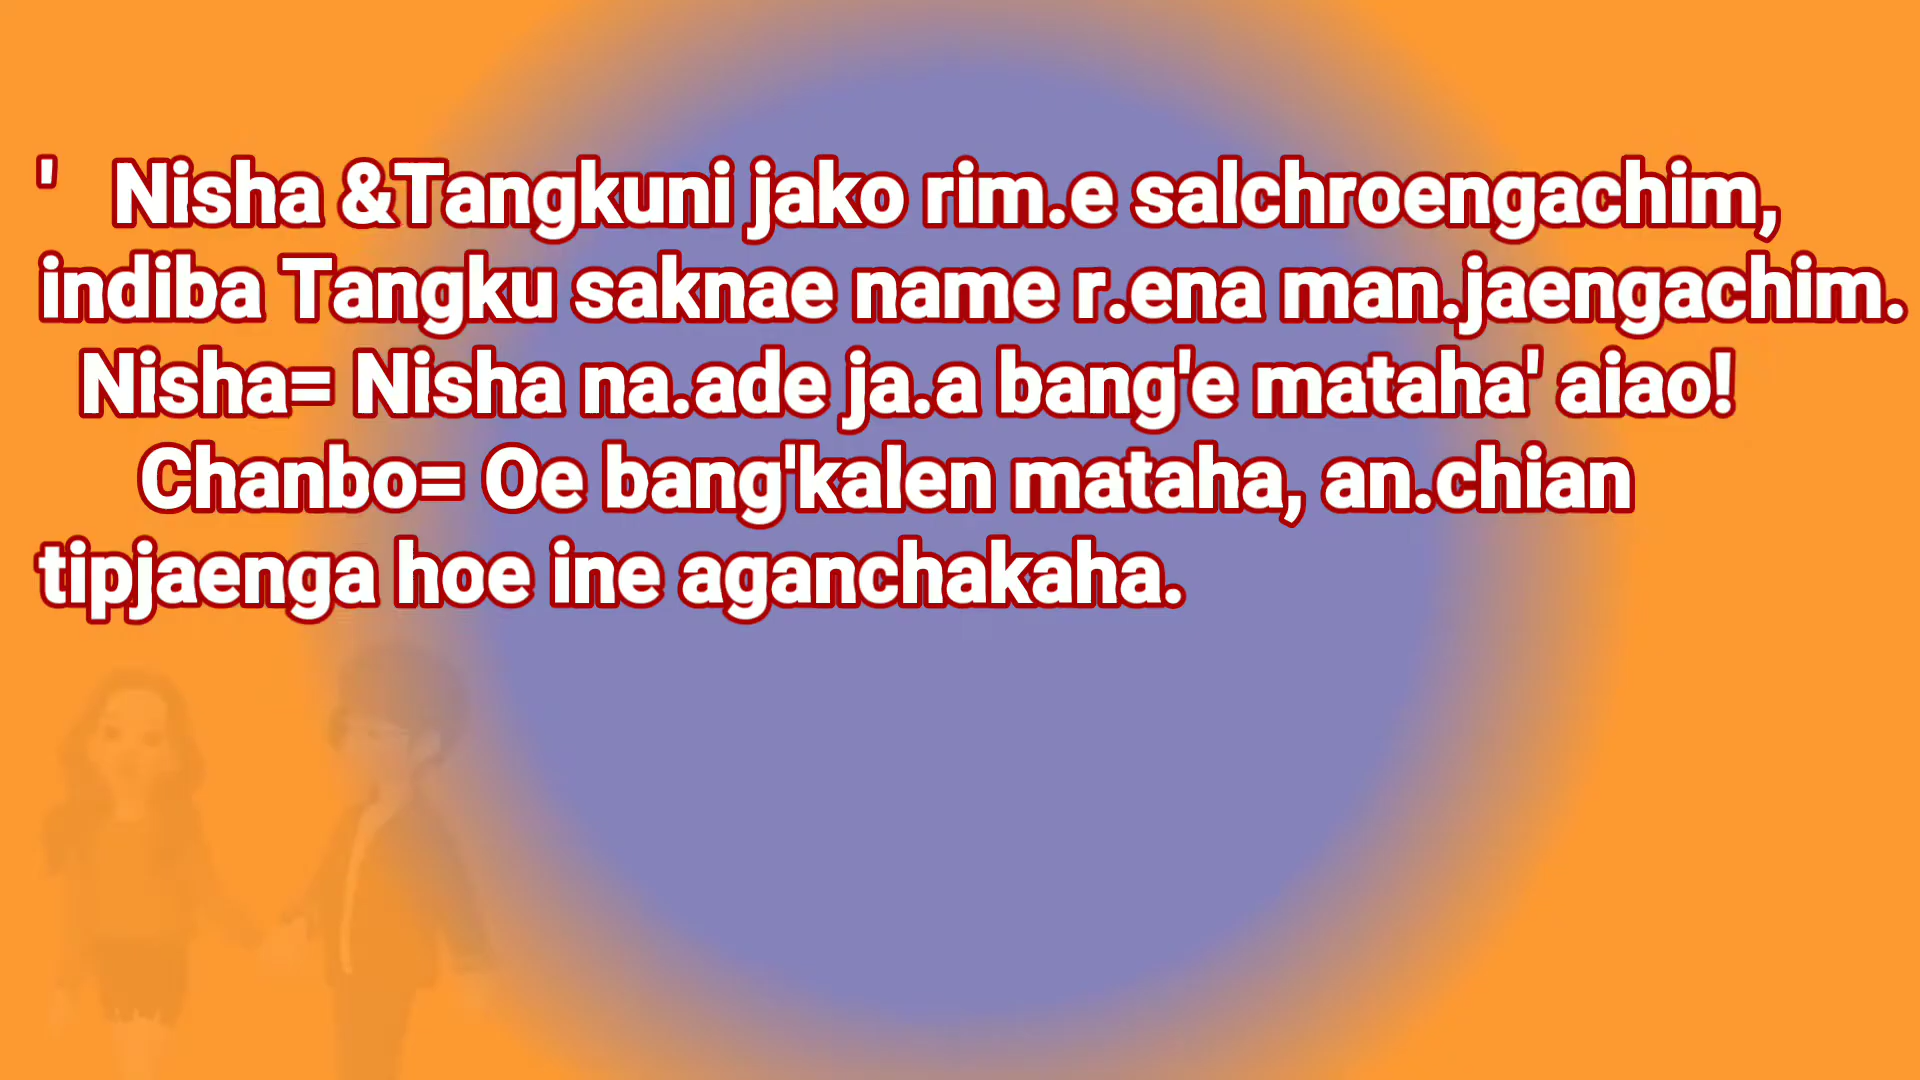 ' Nisha &Tangkuni jako rim.e salchroengachim,
indiba Tangku saknae name r.ena man.jaengachim.
Nisha= Nisha na.ade ja.a bang'e mataha' aiao!
Chanbo= Oe bang'kalen mataha, an.chian
tipjaenga hoe ine aganchakaha.